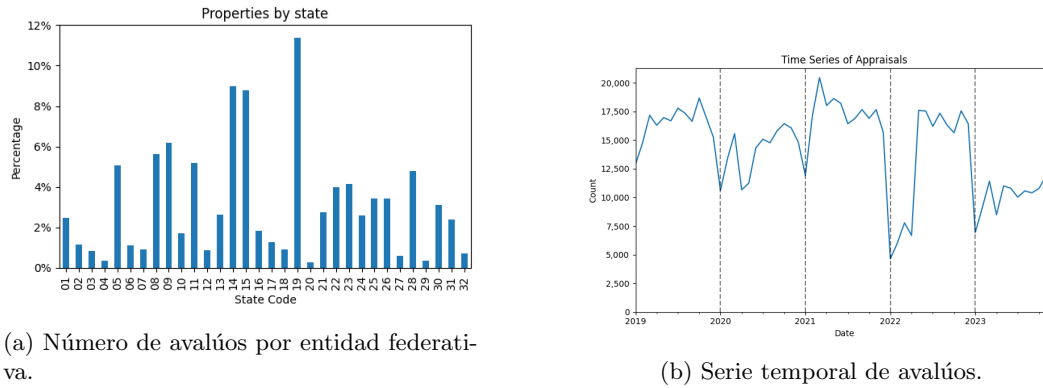 Properties by state
12%
10%
8%
6%
4%
2%
0%
Percentage
01 02 03 04 05 06 07 08 09 10 11 12 13 14 15 16 17 18 19 20 21 22 23 24 25 26 27 28 29 30 31 32
State Code
(a) Número de avalúos por entidad federati-
va.
Time Series of Appraisals
20,000
17,500
15,000
12,500
10,000
7,500
5,000
2,500
0
Count
2019 2020 2021 2022 2023
Date
(b) Serie temporal de avalúos.